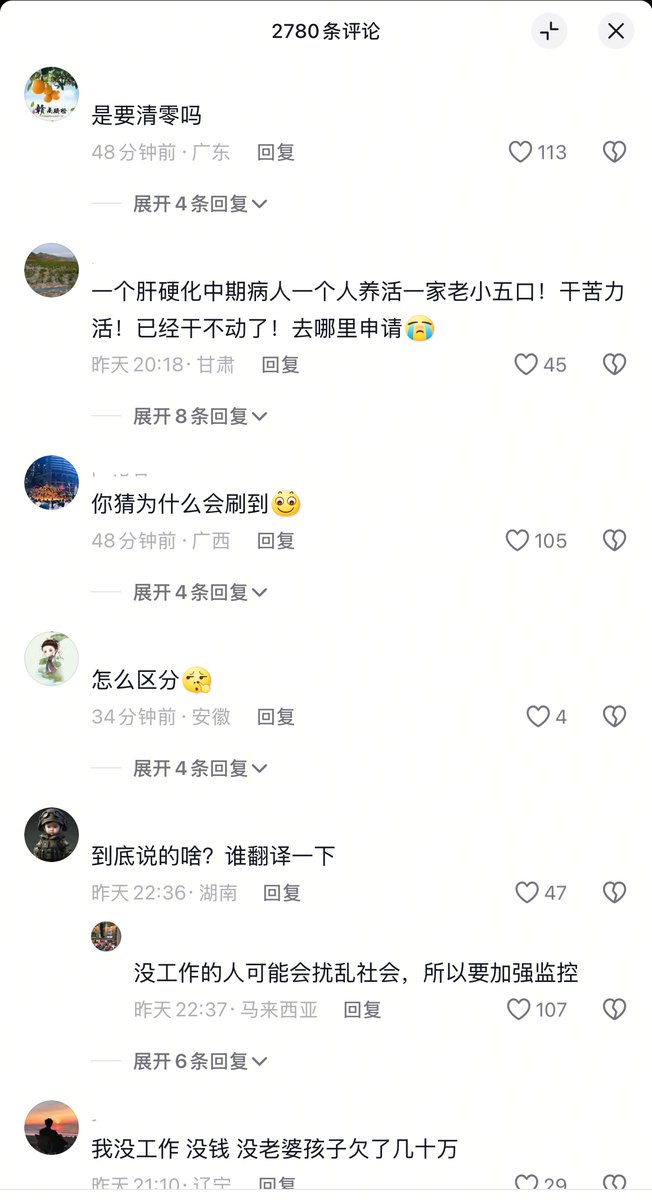 2780条评论
是要清零吗
48分钟前·广东 回复 113
展开4条回复
一个肝硬化中期病人一个人养活一家老小五口！干苦力
活！已经干不动了！去哪里申请😭
昨天20:18·甘肃 回复 45
展开8条回复
你猜为什么会刷到
48分钟前·广西 回复 105
展开4条回复
怎么区分
34分钟前·安徽 回复 4
展开4条回复
到底说的啥？谁翻译一下
昨天22:36·湖南 回复 47
没工作的人可能会扰乱社会，所以要加强监控
昨天22:37·马来西亚 回复 107
展开6条回复
我没工作 没钱 没老婆孩子欠了几十万
昨天21:10·辽宁 回复 29